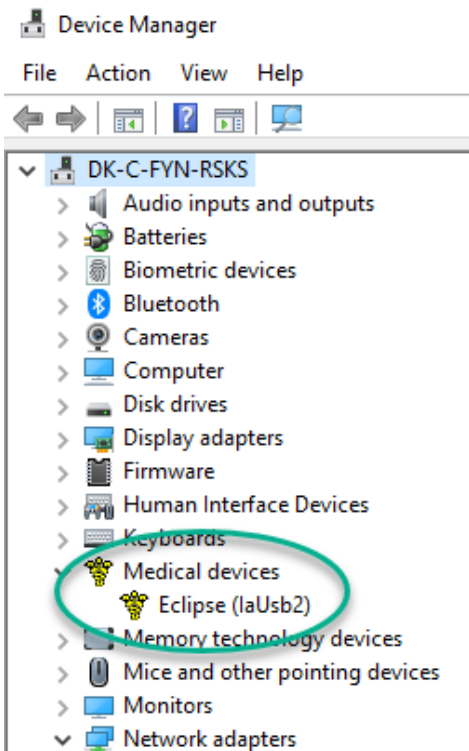 Device Manager
File Action View Help
DK-C-FYN-RSKS
Audio inputs and outputs
Batteries
Biometric devices
Bluetooth
Cameras
Computer
Disk drives
Display adapters
Firmware
Human Interface Devices
Keyboards
Medical devices
Eclipse (IaUsb2)
Memory technology devices
Mice and other pointing devices
Monitors
Network adapters